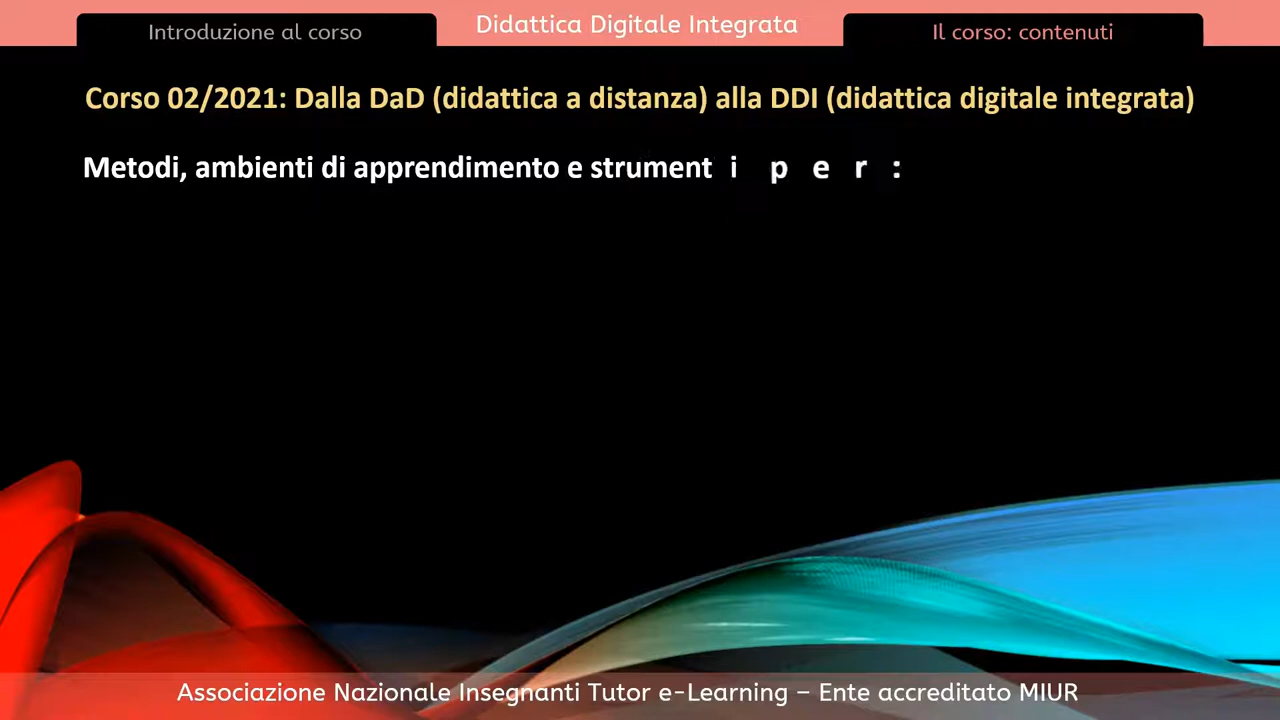 Introduzione al corso
Didattica Digitale Integrata
Il corso: contenuti
Corso 02/2021: Dalla DaD (didattica a distanza) alla DDI (didattica digitale integrata)
Metodi, ambienti di apprendimento e strumenti per:
Associazione Nazionale Insegnanti Tutor e-Learning – Ente accreditato MIUR